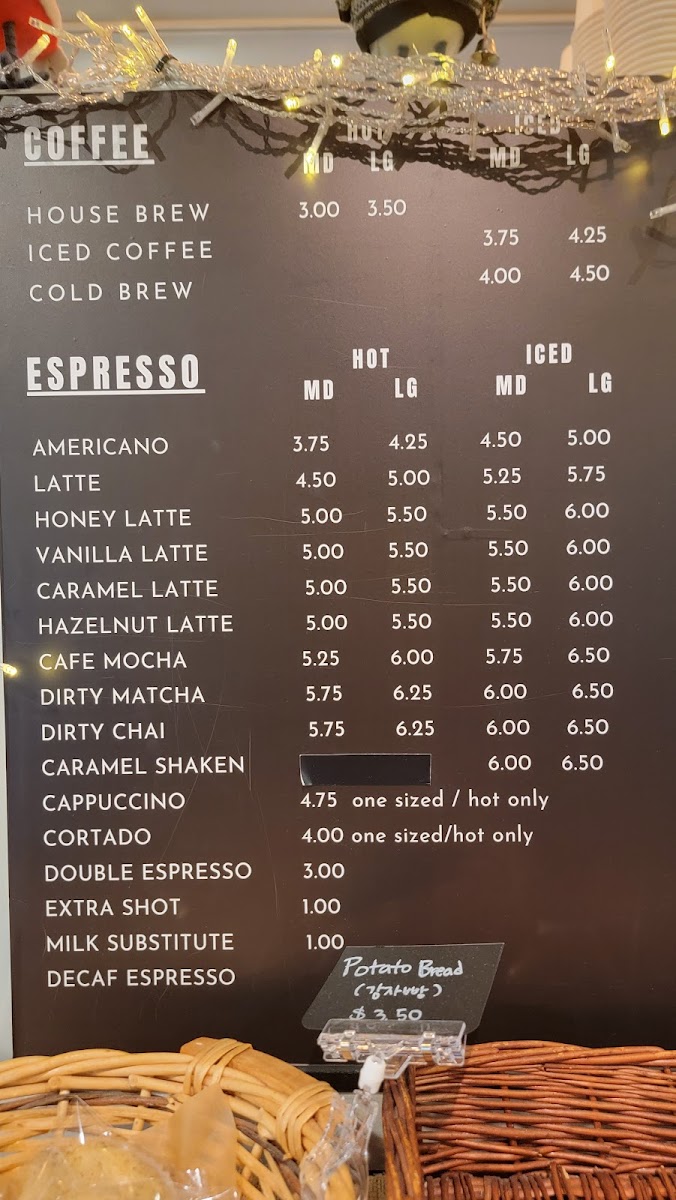 COFFEE HOT ICED
MD LG MD LG
HOUSE BREW 3.00 3.50
ICED COFFEE 3.75 4.25
COLD BREW 4.00 4.50
ESPRESSO HOT ICED
MD LG MD LG
AMERICANO 3.75 4.25 4.50 5.00
LATTE 4.50 5.00 5.25 5.75
HONEY LATTE 5.00 5.50 5.50 6.00
VANILLA LATTE 5.00 5.50 5.50 6.00
CARAMEL LATTE 5.00 5.50 5.50 6.00
HAZELNUT LATTE 5.00 5.50 5.50 6.00
CAFE MOCHA 5.25 6.00 5.75 6.50
DIRTY MATCHA 5.75 6.25 6.00 6.50
DIRTY CHAI 5.75 6.25 6.00 6.50
CARAMEL SHAKEN 6.00 6.50
CAPPUCCINO 4.75 one sized / hot only
CORTADO 4.00 one sized/hot only
DOUBLE ESPRESSO 3.00
EXTRA SHOT 1.00
MILK SUBSTITUTE 1.00
DECAF ESPRESSO
Potato Bread
(감자빵)
$3.50